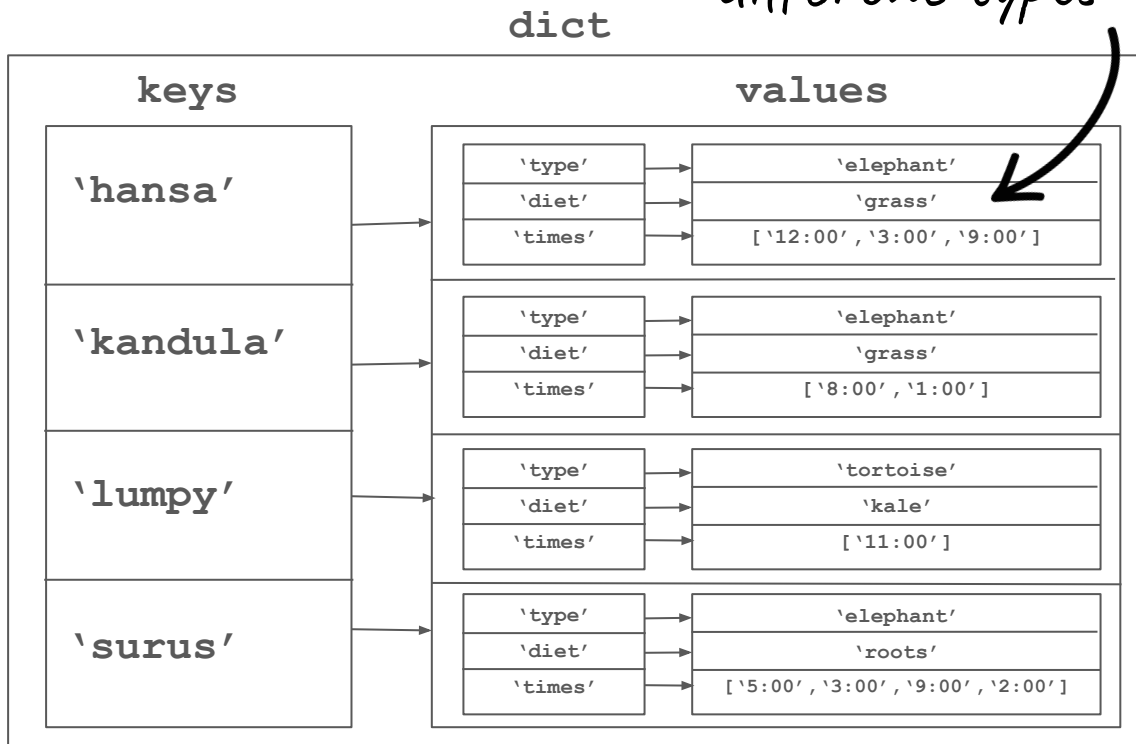 different types
dict
keys
values
‘hansa’
‘type’
‘elephant’
‘diet’
‘grass’
‘times’
[‘12:00’,‘3:00’,‘9:00’]
‘kandula’
‘type’
‘elephant’
‘diet’
‘grass’
‘times’
[‘8:00’,‘1:00’]
‘lumpy’
‘type’
‘tortoise’
‘diet’
‘kale’
‘times’
[‘11:00’]
‘surus’
‘type’
‘elephant’
‘diet’
‘roots’
‘times’
[‘5:00’,‘3:00’,‘9:00’,‘2:00’]